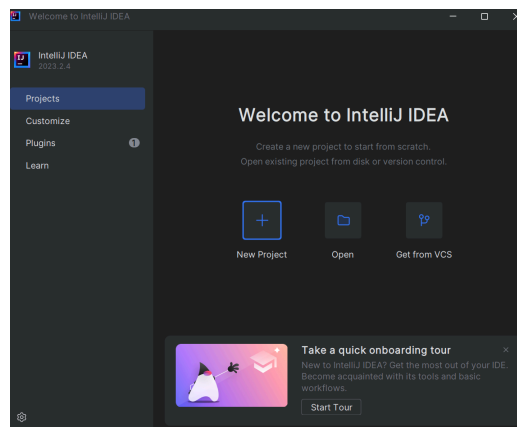 Welcome to IntelliJ IDEA
IJ
IntelliJ IDEA
2023.2.4
Projects
Customize
Plugins 1
Learn
Welcome to IntelliJ IDEA
Create a new project to start from scratch.
Open existing project from disk or version control.
New Project Open Get from VCS
Take a quick onboarding tour
New to IntelliJ IDEA? Get the most out of your IDE.
Become acquainted with its tools and basic
workflows.
Start Tour